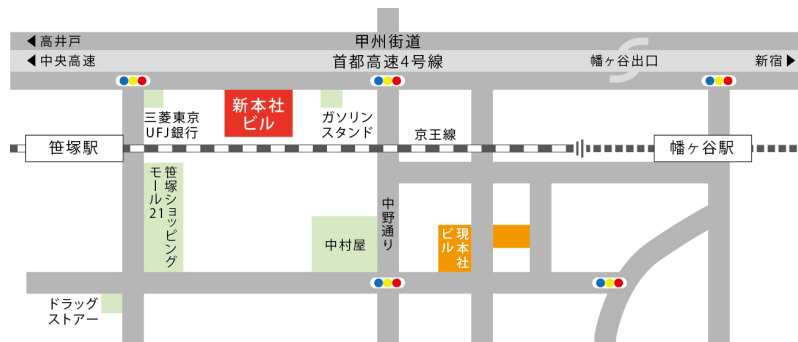 ◀高井戸
甲州街道
◀中央高速
首都高速4号線
幡ヶ谷出口
新宿▶
三菱東京
UFJ銀行
新本社
ビル
ガソリン
スタンド
京王線
笹塚駅
幡ヶ谷駅
笹塚ショッピング
モール21
中野通り
中村屋
現本社
ビル
ドラッグ
ストアー